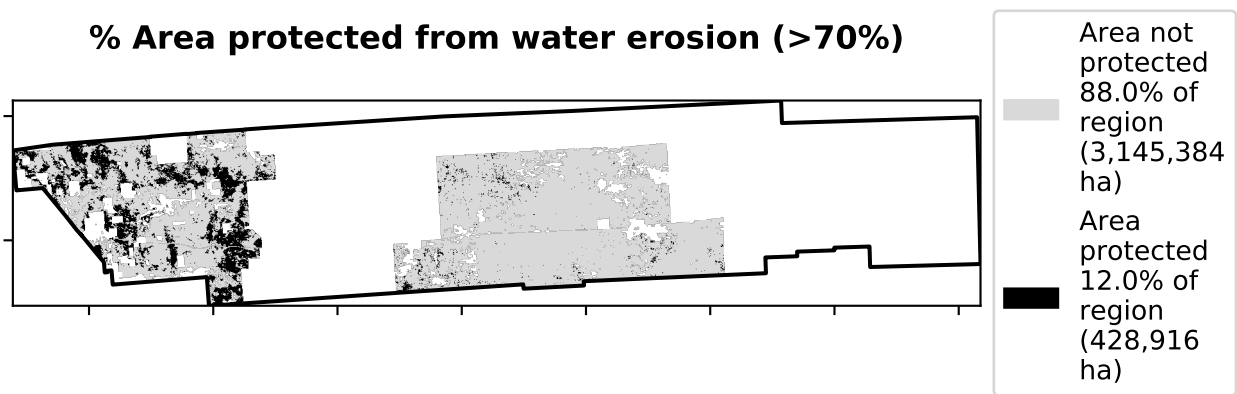 % Area protected from water erosion (>70%)
Area not
protected
88.0% of
region
(3,145,384
ha)
Area
protected
12.0% of
region
(428,916
ha)